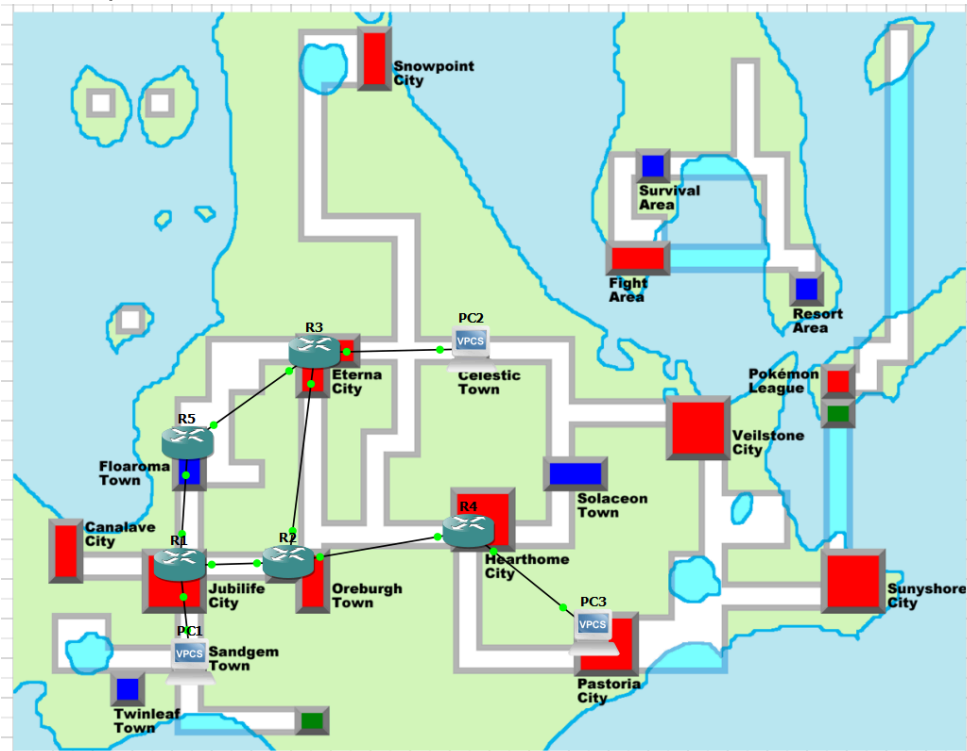 Snowpoint
City
Survival
Area
Fight
Area
Resort
Area
R3
PC2
VPCS
Eterna
City
Celestic
Town
Pokémon
League
R5
Floaroma
Town
Veilstone
City
Solaceon
Town
R4
Hearthome
City
Canalave
City
R1
R2
Jubilife
City
Oreburgh
Town
Sunyshore
City
PC3
VPCS
Pastoria
City
PC1
VPCS
Sandgem
Town
Twinleaf
Town